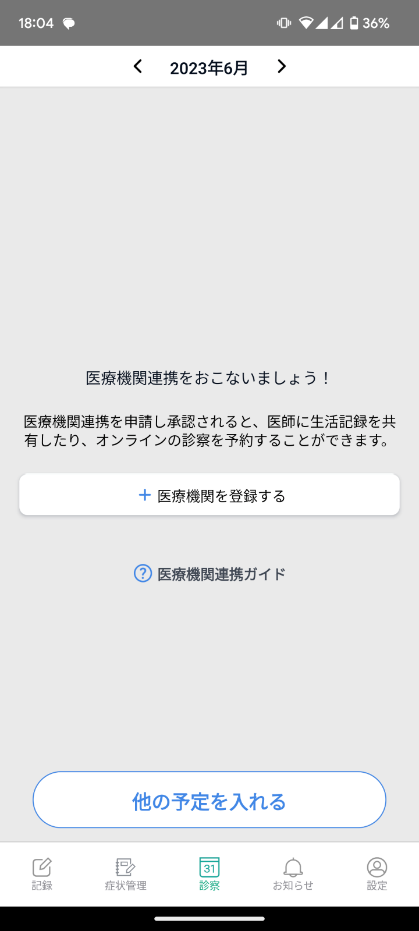 18:04
36%
2023年6月
医療機関連携をおこないましょう！
医療機関連携を申請し承認されると、医師に生活記録を共
有したり、オンラインの診察を予約することができます。
+ 医療機関を登録する
? 医療機関連携ガイド
他の予定を入れる
31
記録
症状管理
診察
お知らせ
設定